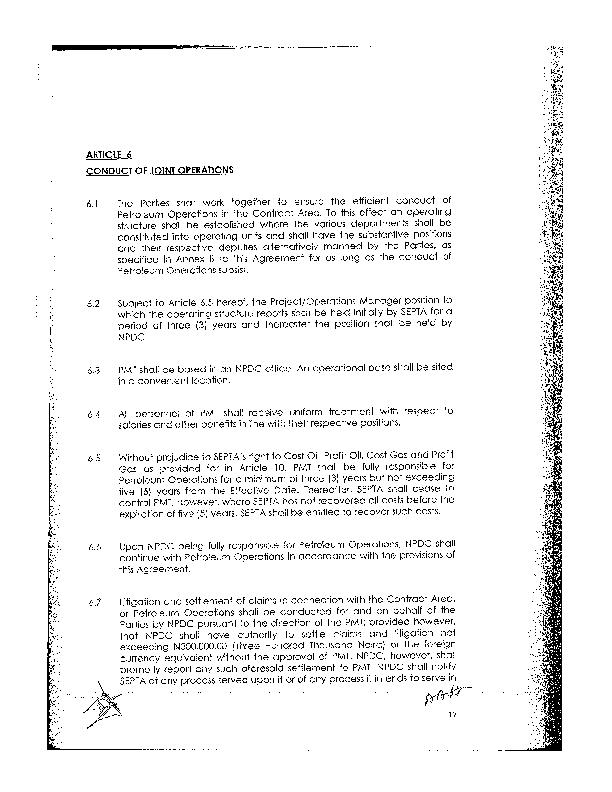 ARTICLE 6
CONDUCT OF JOINT OPERATIONS
6.1 The Parties shall work together to ensure the efficient conduct of
Petroleum Operations in the Contract Area. To this effect an operating
structure shall be established where the various departments shall be
constituted into operating units and shall have the substantive positions
and their respective deputies alternatively manned by the Parties, as
specified in Annex B to this Agreement for as long as the conduct of
Petroleum Operations subsist.
6.2 Subject to Article 6.5 hereof, the Project/Operations Manager position to
which the operating structure reports shall be held initially by SEPTA for a
period of three (3) years and thereafter the position shall be held by
NPDC.
6.3 PMT shall be based in an NPDC office. An operational base shall be sited
in a convenient location.
6.4 All personnel of PMT shall receive uniform treatment with respect to
salaries and other benefits in line with their respective positions.
6.5 Without prejudice to SEPTA's right to Cost Oil, Profit Oil, Cost Gas and Profit
Gas as provided for in Article 10, PMT shall be fully responsible for
Petroleum Operations for a minimum of three (3) years but not exceeding
five (5) years from the Effective Date. Thereafter, SEPTA shall cease to
control PMT, however, where SEPTA has not recovered all costs before the
expiration of five (5) years, SEPTA shall be entitled to recover such costs.
6.6 Upon NPDC being fully responsible for Petroleum Operations, NPDC shall
continue with Petroleum Operations in accordance with the provisions of
this Agreement.
6.7 Litigation and settlement of claims in connection with the Contract Area,
or Petroleum Operations shall be conducted for and on behalf of the
Parties by NPDC pursuant to the direction of the PMT; provided however,
that NPDC shall have authority to settle claims and litigation not
exceeding N300,000.00 (Three Hundred Thousand Naira) or the foreign
currency equivalent without the approval of PMT. NPDC, however, shall
promptly report any such aforesaid settlement to PMT. NPDC shall notify
SEPTA of any process served upon it or of any process it intends to serve in